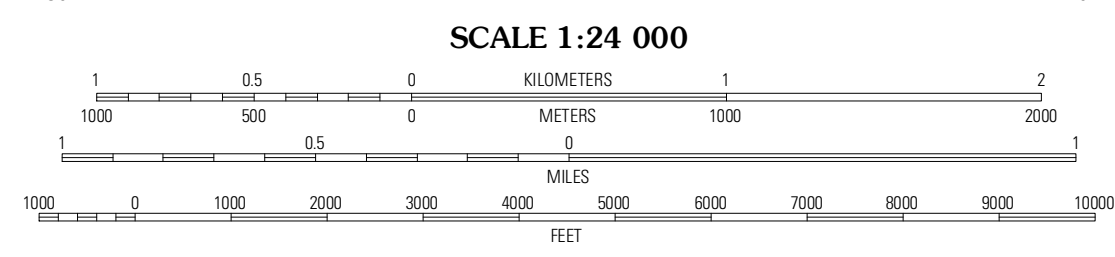 SCALE 1:24 000
1 0.5 0 KILOMETERS 1 2
1000 500 0 METERS 1000 2000
1 0.5 0 1
MILES
1000 0 1000 2000 3000 4000 5000 6000 7000 8000 9000 10000
FEET